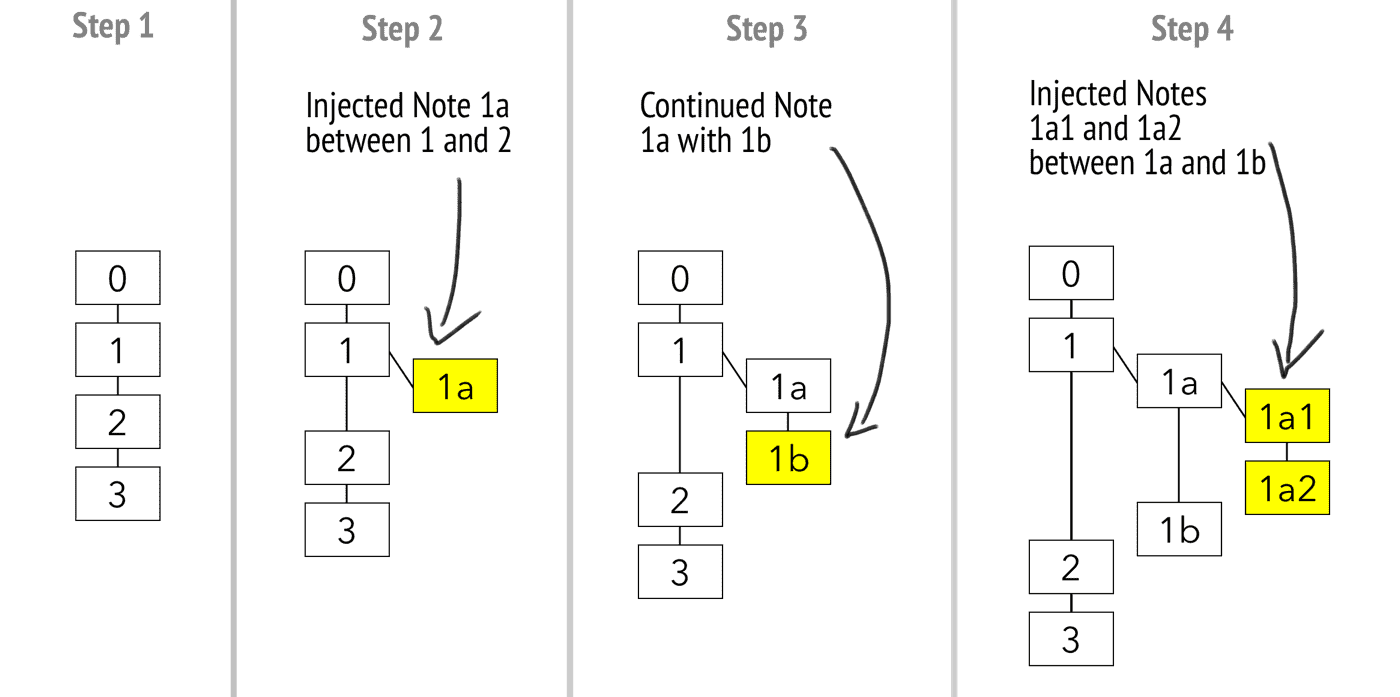 Step 1
0
1
2
3
Step 2
Injected Note 1a
between 1 and 2
0
1
1a
2
3
Step 3
Continued Note
1a with 1b
0
1
1a
1b
2
3
Step 4
Injected Notes
1a1 and 1a2
between 1a and 1b
0
1
1a
1a1
1a2
1b
2
3